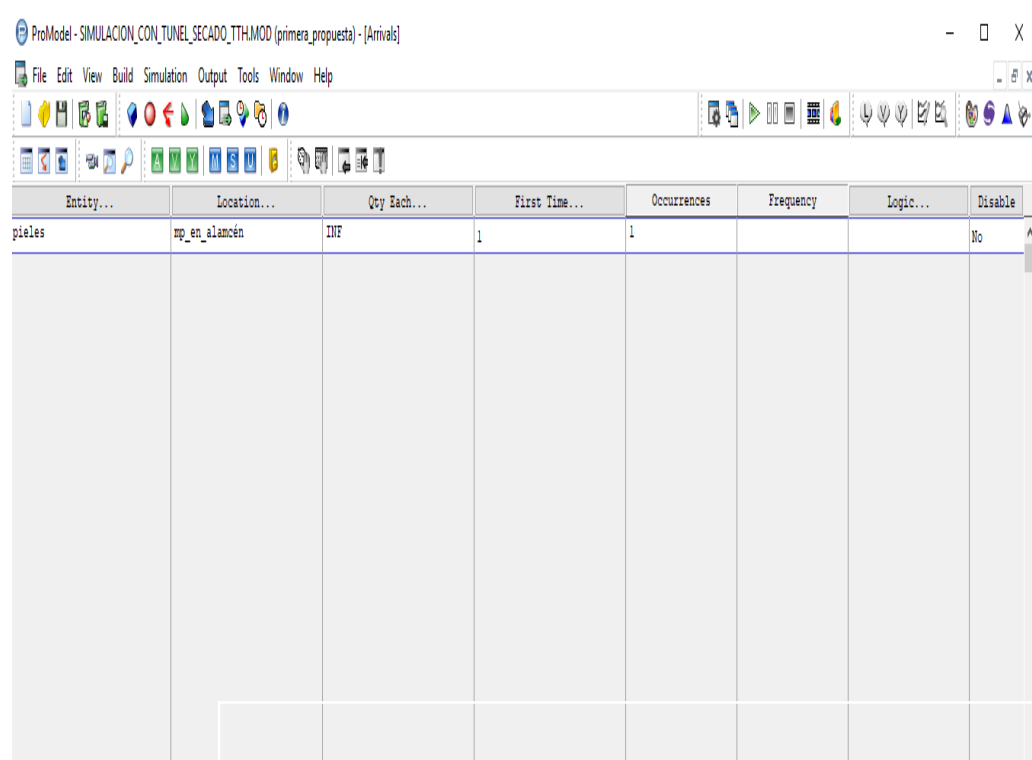 ProModel - SIMULACION_CON_TUNEL_SECADO_TTH.MOD (primera_propuesta) - [Arrivals]
File Edit View Build Simulation Output Tools Window Help
A V Y M S U
Entity... Location... Qty Each... First Time... Occurrences Frequency Logic... Disable
pieles mp_en_alamcén INF 1 1 No